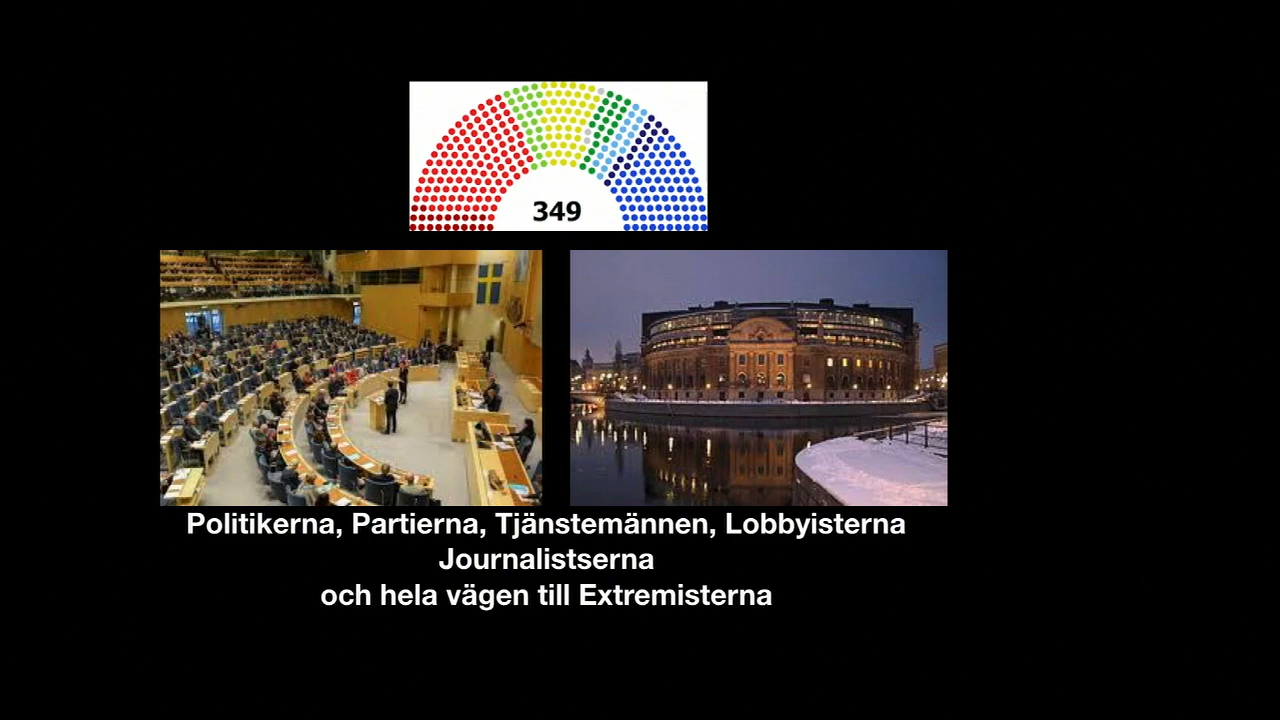 349
Politikerna, Partierna, Tjänstemännen, Lobbyisterna
Journalistserna
och hela vägen till Extremisterna